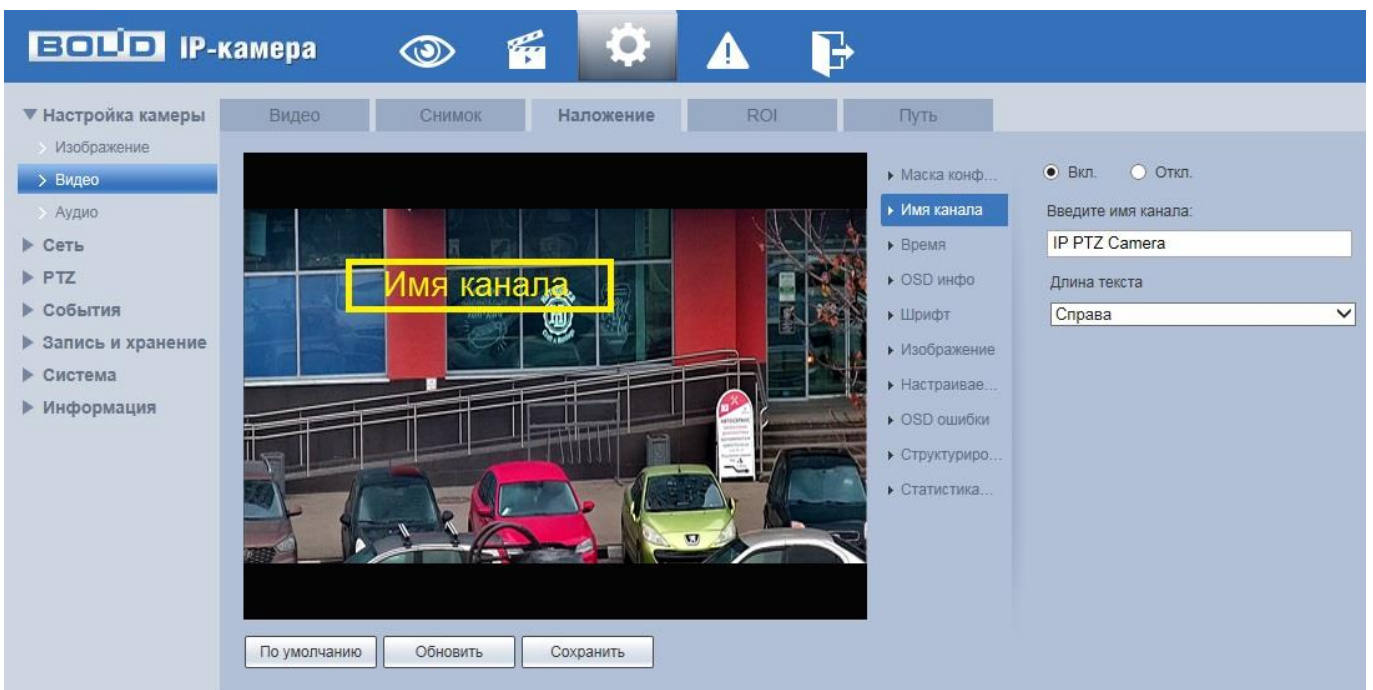 BOLID IP-камера
Настройка камеры
Изображение
Видео
Аудио
Сеть
PTZ
События
Запись и хранение
Система
Информация
Видео
Снимок
Наложение
ROI
Путь
Имя канала
Маска конф...
Имя канала
Время
OSD инфо
Шрифт
Изображение
Настраивае...
OSD ошибки
Структуриро...
Статистика...
Вкл.
Откл.
Введите имя канала:
IP PTZ Camera
Длина текста
Справа
По умолчанию
Обновить
Сохранить